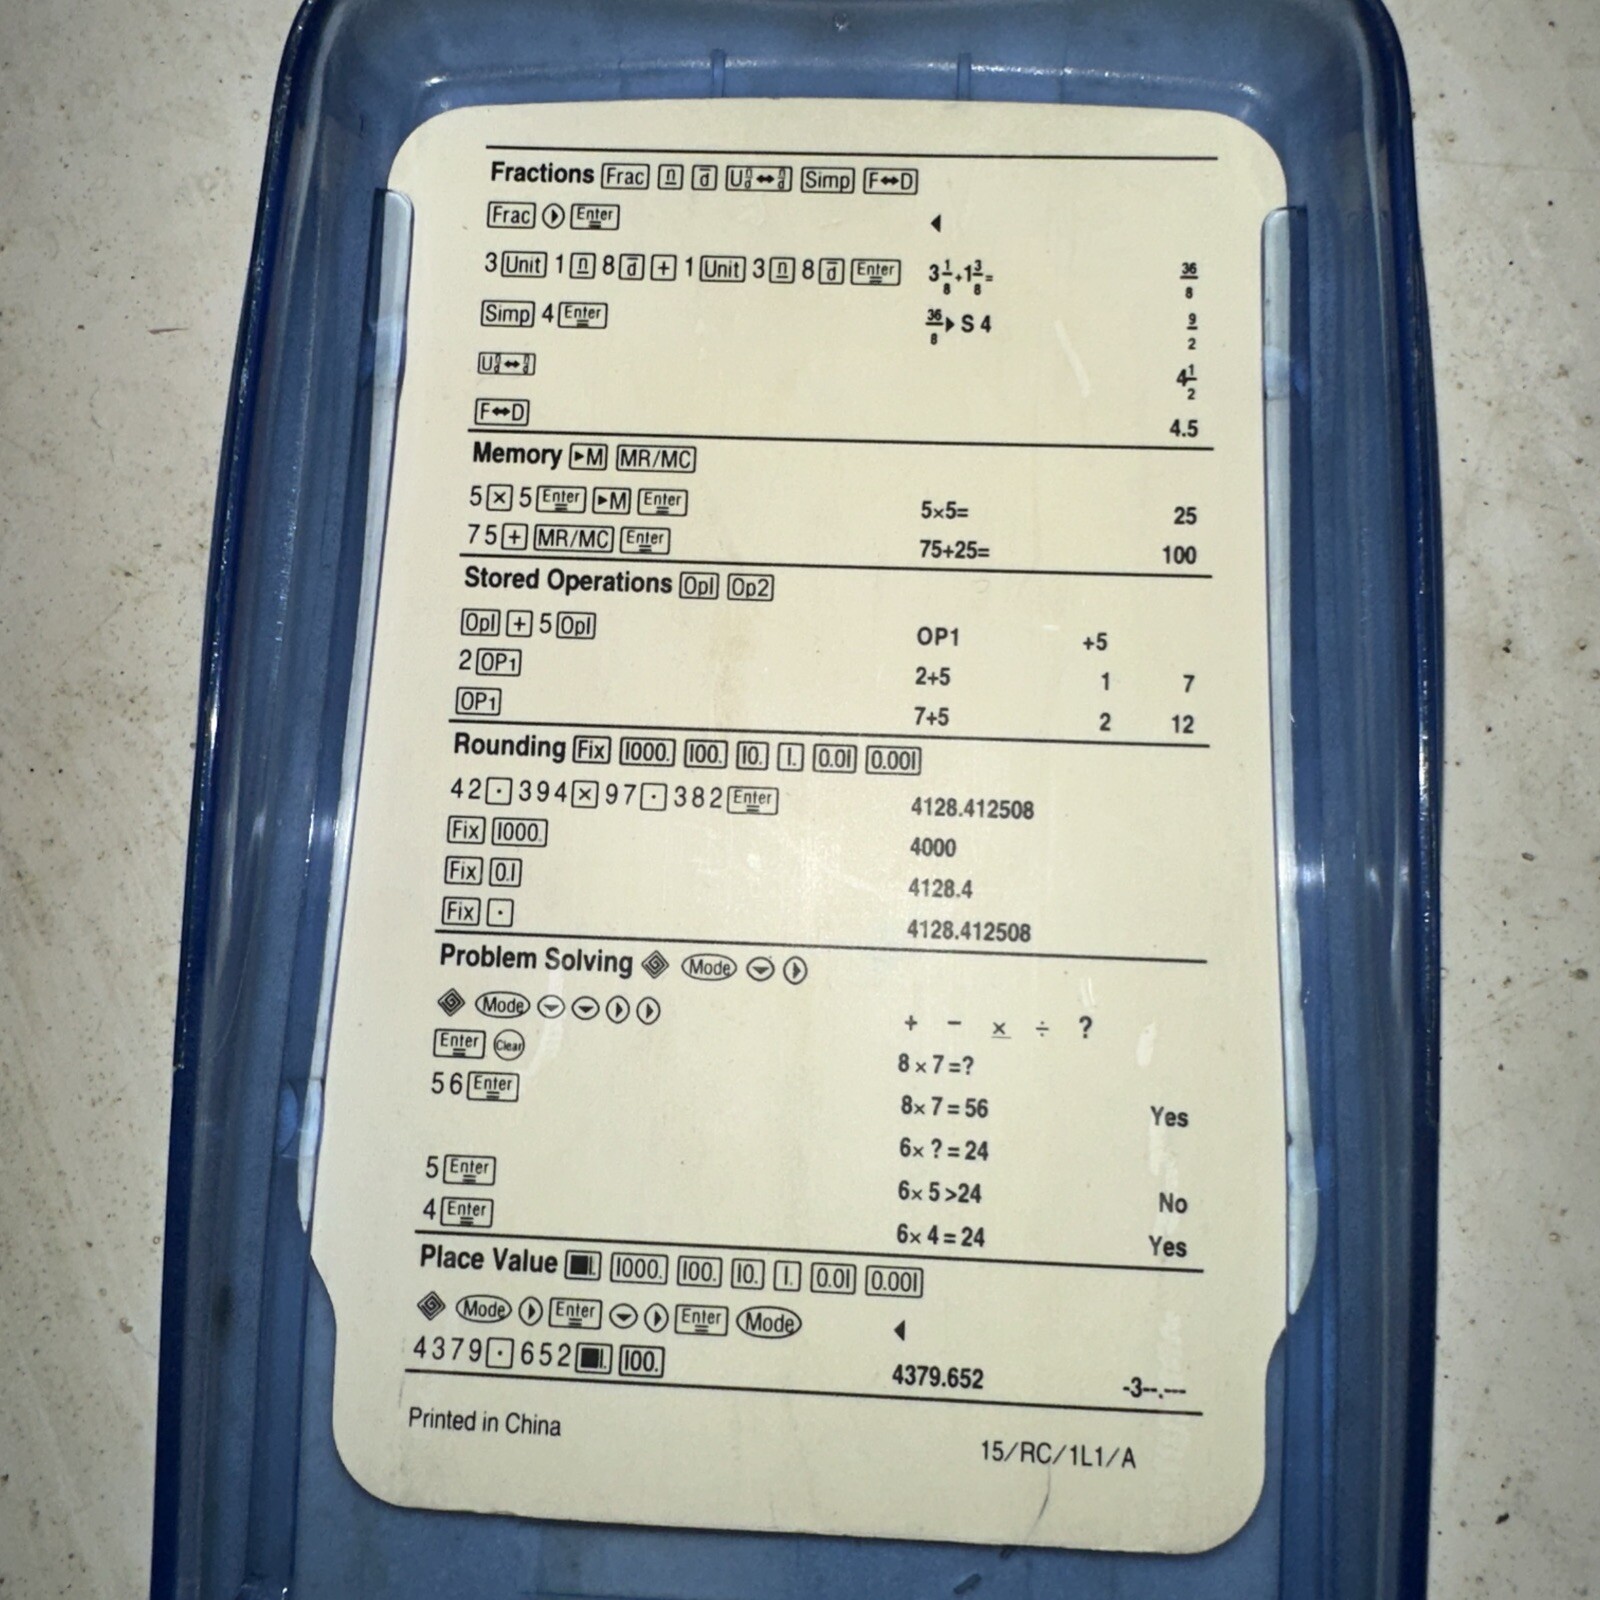 Fractions Frac n d U n/d↔n/d Simp F↔D
Frac Enter ◀
3 Unit 1 n 8 d + 1 Unit 3 n 8 d Enter 3 1/8+1 3/8= 36/8
Simp 4 Enter 36/8▶S 4 9/2
U n/d↔n/d 4 1/2
F↔D 4.5
Memory ▶M MR/MC
5 × 5 Enter ▶M Enter 5×5= 25
75 + MR/MC Enter 75+25= 100
Stored Operations Op1 Op2
Op1 + 5 Op1 OP1 +5
2 OP1 2+5 1 7
OP1 7+5 2 12
Rounding Fix 1000. 100. 10. 1. 0.01 0.001
42 . 394 × 97 . 382 Enter 4128.412508
Fix 1000. 4000
Fix 0.1 4128.4
Fix . 4128.412508
Problem Solving Mode
Mode + − × ÷ ?
Enter Clear 8×7=?
56 Enter 8×7=56 Yes
6×?=24
5 Enter 6×5>24 No
4 Enter 6×4=24 Yes
Place Value ■. 1000. 100. 10. 1. 0.01 0.001
Mode Enter Enter Mode ◀
4379 . 652 ■. 100. 4379.652 -3--.---
Printed in China
15/RC/1L1/A